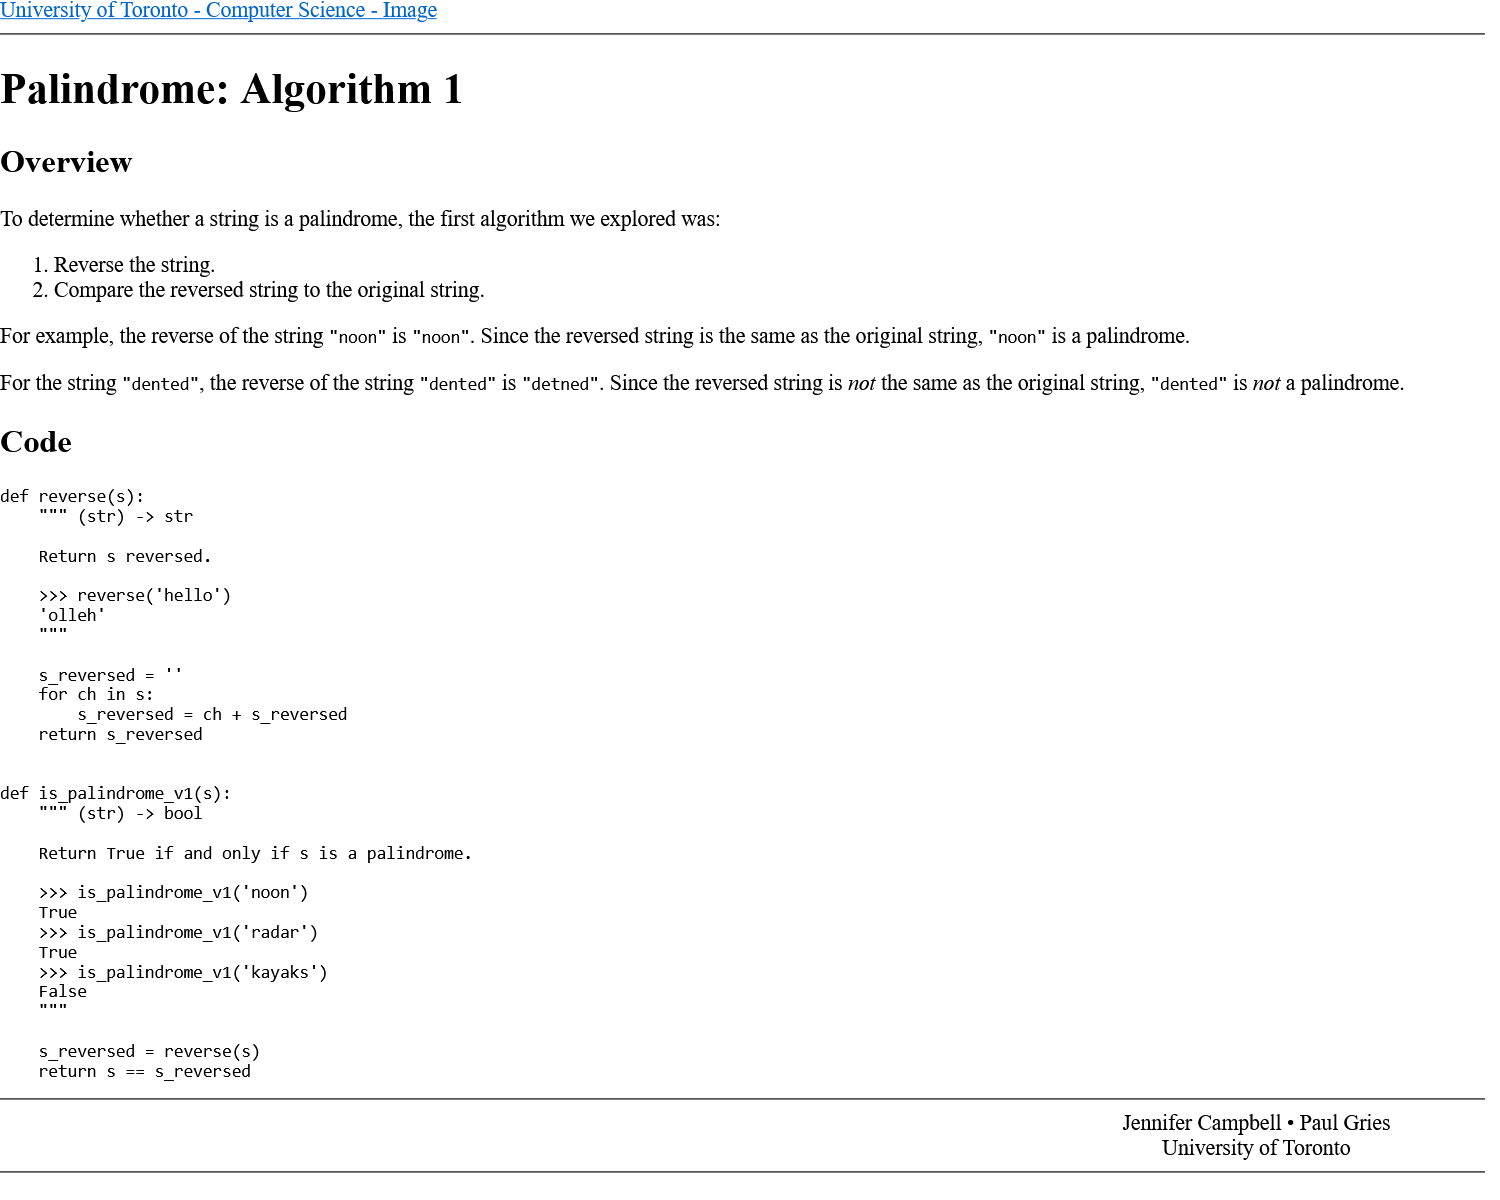 University of Toronto - Computer Science - Image
Palindrome: Algorithm 1
Overview
To determine whether a string is a palindrome, the first algorithm we explored was:
1. Reverse the string.
2. Compare the reversed string to the original string.
For example, the reverse of the string "noon" is "noon". Since the reversed string is the same as the original string, "noon" is a palindrome.
For the string "dented", the reverse of the string "dented" is "detned". Since the reversed string is not the same as the original string, "dented" is not a palindrome.
Code
def reverse(s):
    """ (str) -> str
    Return s reversed.
    >>> reverse('hello')
    'olleh'
    """
    s_reversed = ''
    for ch in s:
        s_reversed = ch + s_reversed
    return s_reversed
def is_palindrome_v1(s):
    """ (str) -> bool
    Return True if and only if s is a palindrome.
    >>> is_palindrome_v1('noon')
    True
    >>> is_palindrome_v1('radar')
    True
    >>> is_palindrome_v1('kayaks')
    False
    """
    s_reversed = reverse(s)
    return s == s_reversed
Jennifer Campbell • Paul Gries
University of Toronto